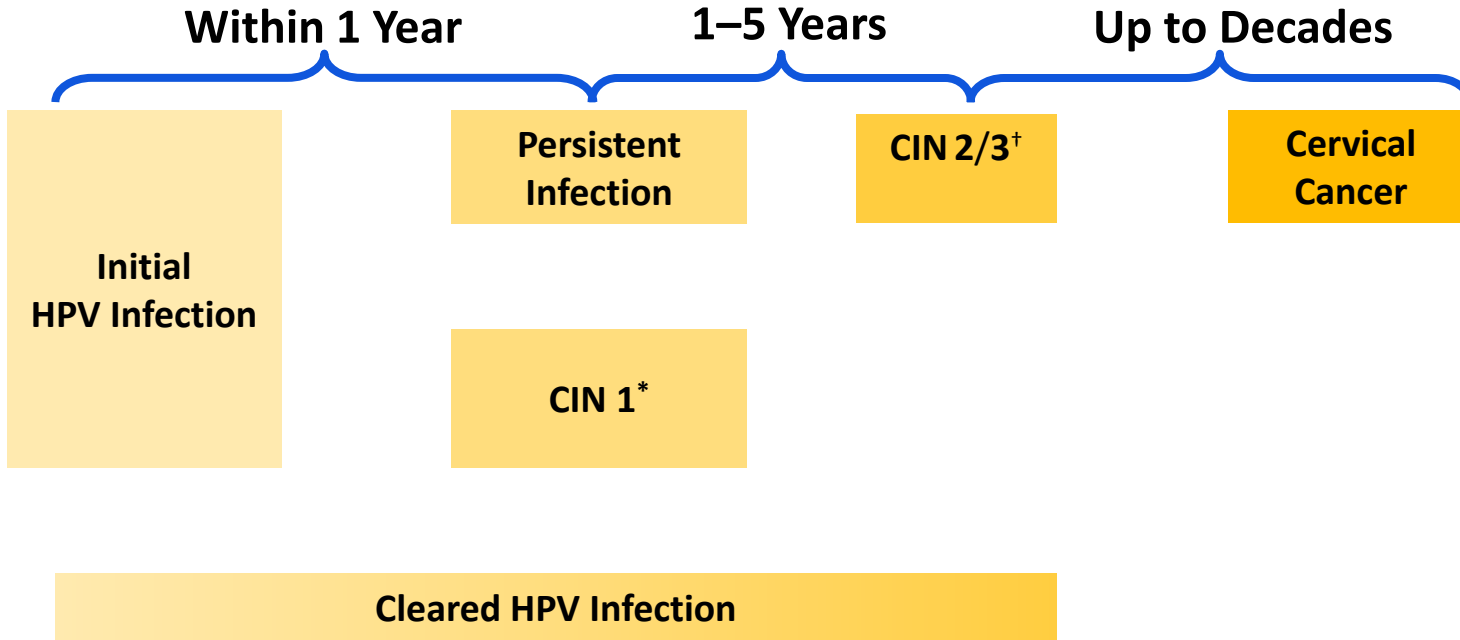 Within 1 Year
1–5 Years
Up to Decades
Initial
HPV Infection
Persistent
Infection
CIN 2/3†
Cervical
Cancer
CIN 1*
Cleared HPV Infection